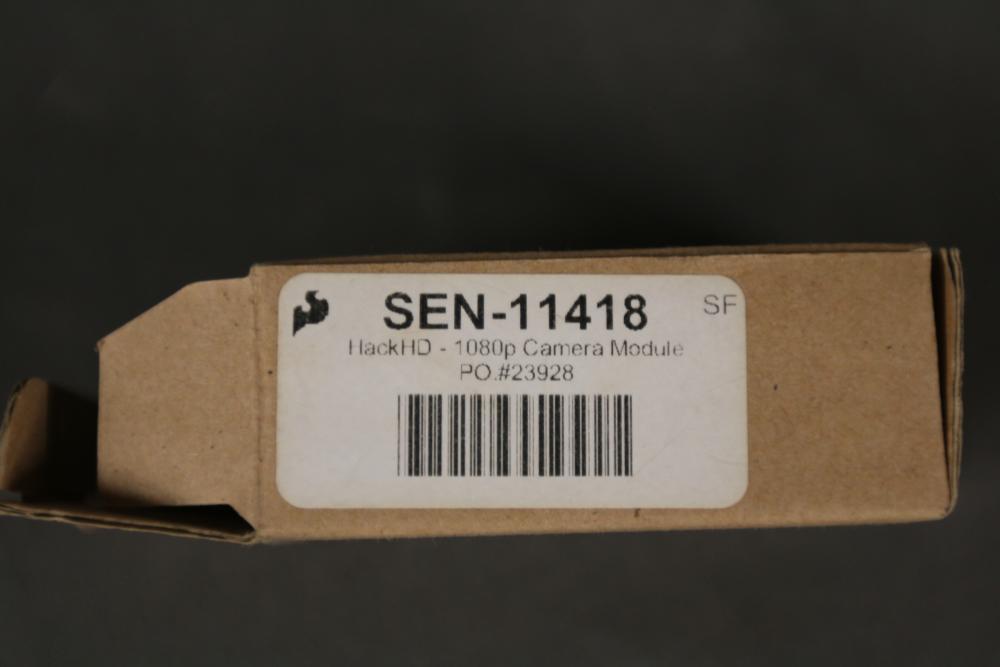 SEN-11418
SF
HackHD - 1080p Camera Module
PO.#23928